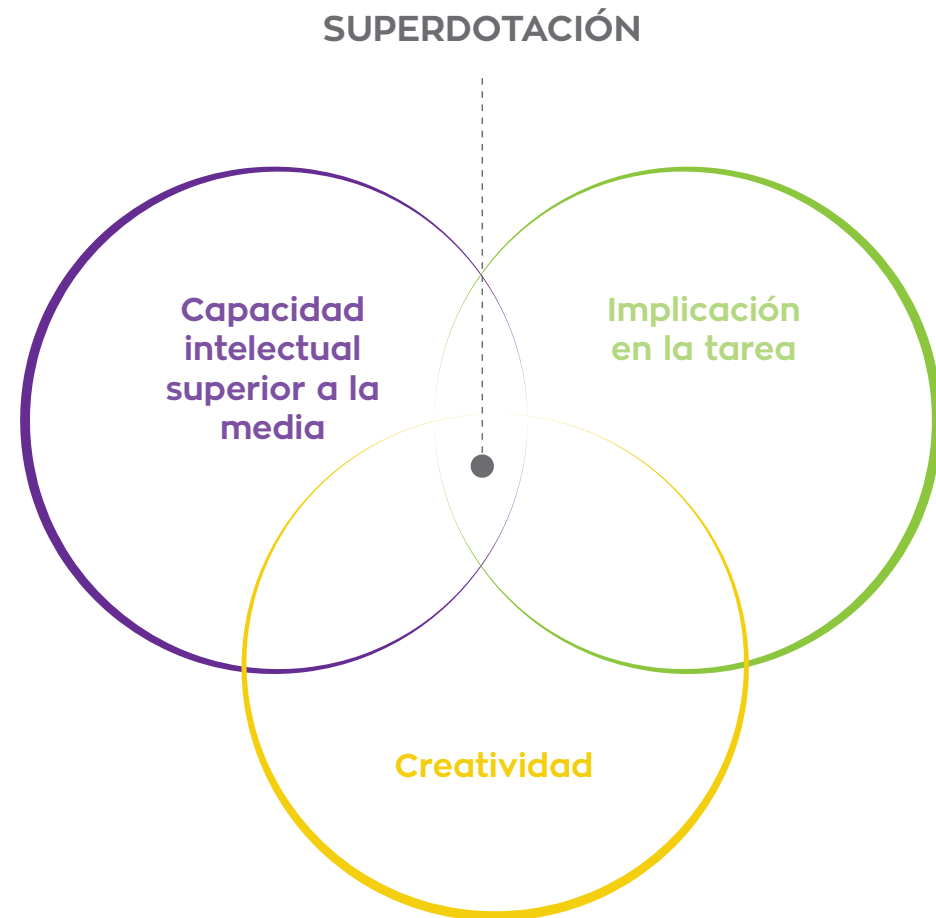 SUPERDOTACIÓN
Capacidad
intelectual
superior a la
media
Implicación
en la tarea
Creatividad